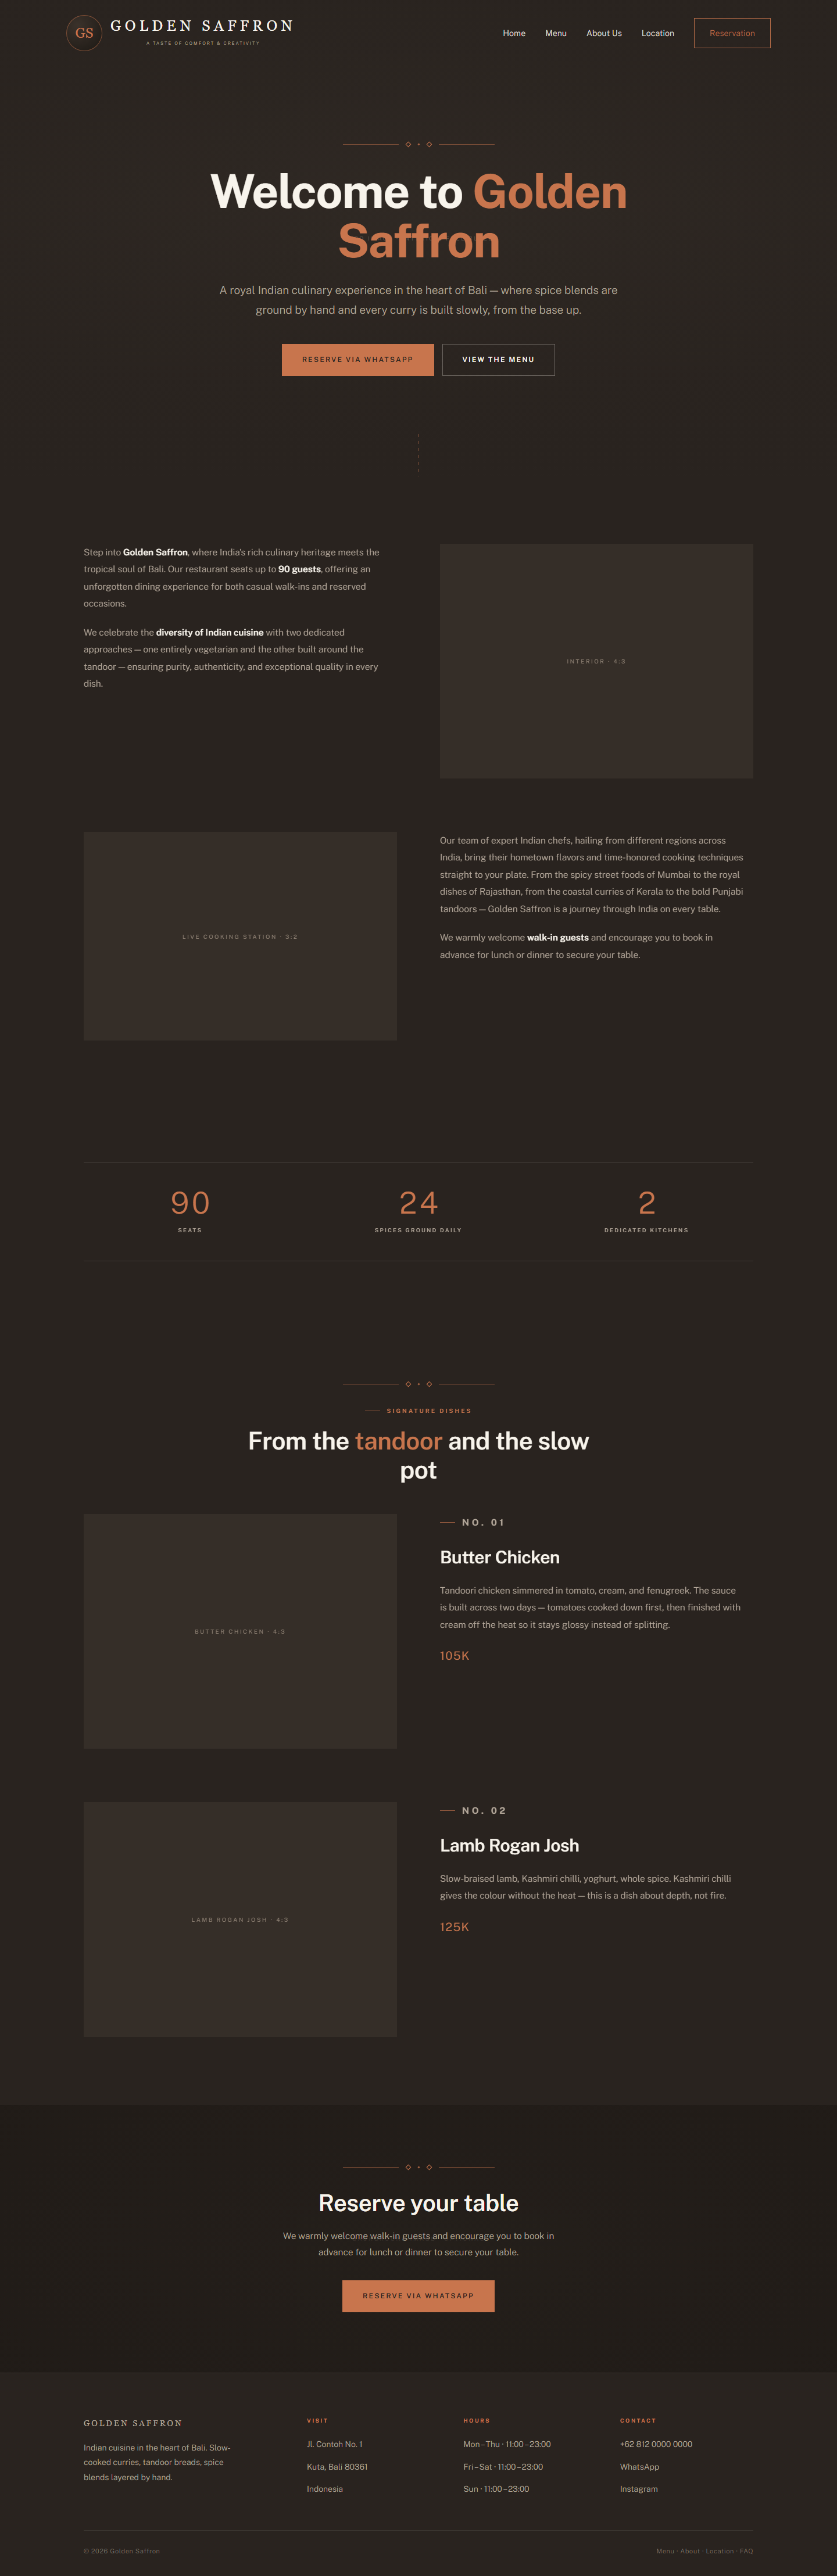 GS
GOLDEN SAFFRON
A TASTE OF COMFORT & CREATIVITY
Home
Menu
About Us
Location
Reservation
Welcome to Golden
Saffron
A royal Indian culinary experience in the heart of Bali — where spice blends are
ground by hand and every curry is built slowly, from the base up.
RESERVE VIA WHATSAPP
VIEW THE MENU
Step into Golden Saffron, where India's rich culinary heritage meets the
tropical soul of Bali. Our restaurant seats up to 90 guests, offering an
unforgotten dining experience for both casual walk-ins and reserved
occasions.
We celebrate the diversity of Indian cuisine with two dedicated
approaches — one entirely vegetarian and the other built around the
tandoor — ensuring purity, authenticity, and exceptional quality in every
dish.
INTERIOR · 4:3
LIVE COOKING STATION · 3:2
Our team of expert Indian chefs, hailing from different regions across
India, bring their hometown flavors and time-honored cooking techniques
straight to your plate. From the spicy street foods of Mumbai to the royal
dishes of Rajasthan, from the coastal curries of Kerala to the bold Punjabi
tandoors — Golden Saffron is a journey through India on every table.
We warmly welcome walk-in guests and encourage you to book in
advance for lunch or dinner to secure your table.
90
SEATS
24
SPICES GROUND DAILY
2
DEDICATED KITCHENS
SIGNATURE DISHES
From the tandoor and the slow
pot
BUTTER CHICKEN · 4:3
NO. 01
Butter Chicken
Tandoori chicken simmered in tomato, cream, and fenugreek. The sauce
is built across two days — tomatoes cooked down first, then finished with
cream off the heat so it stays glossy instead of splitting.
105K
LAMB ROGAN JOSH · 4:3
NO. 02
Lamb Rogan Josh
Slow-braised lamb, Kashmiri chilli, yoghurt, whole spice. Kashmiri chilli
gives the colour without the heat — this is a dish about depth, not fire.
125K
Reserve your table
We warmly welcome walk-in guests and encourage you to book in
advance for lunch or dinner to secure your table.
RESERVE VIA WHATSAPP
GOLDEN SAFFRON
Indian cuisine in the heart of Bali. Slow-
cooked curries, tandoor breads, spice
blends layered by hand.
VISIT
Jl. Contoh No. 1
Kuta, Bali 80361
Indonesia
HOURS
Mon – Thu · 11:00 – 23:00
Fri – Sat · 11:00 – 23:00
Sun · 11:00 – 23:00
CONTACT
+62 812 0000 0000
WhatsApp
Instagram
© 2026 Golden Saffron
Menu · About · Location · FAQ